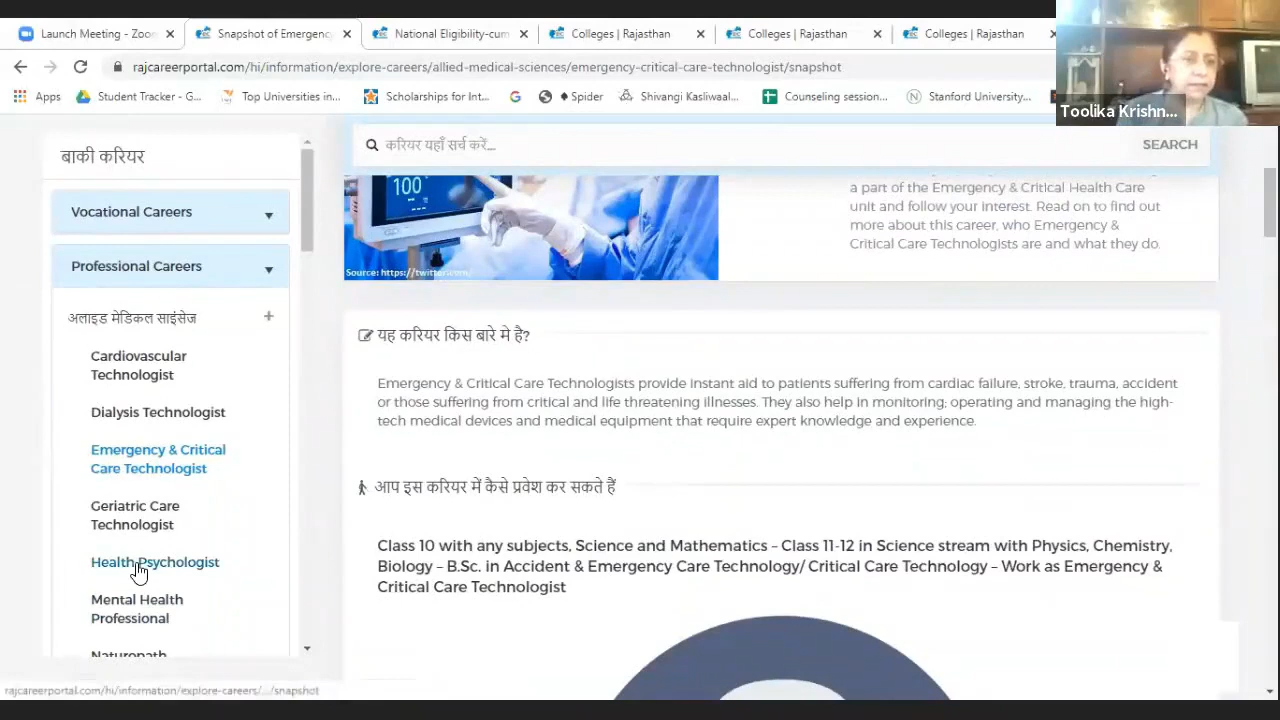 Launch Meeting - Zoo
Snapshot of Emergency
National Eligibility-cum
Colleges | Rajasthan
Colleges | Rajasthan
Colleges | Rajasthan
rajcareerportal.com/hi/information/explore-careers/allied-medical-sciences/emergency-critical-care-technologist/snapshot
Apps
Student Tracker - G...
Top Universities in...
Scholarships for Int...
Spider
Shivangi Kasliwaal...
Counseling session...
Stanford University...
Toolika Krishn...
बाकी करियर
Vocational Careers
Professional Careers
अलाइड मेडिकल साइंसेज
Cardiovascular
Technologist
Dialysis Technologist
Emergency & Critical
Care Technologist
Geriatric Care
Technologist
Health Psychologist
Mental Health
Professional
Naturopath
करियर यहाँ सर्च करें...
SEARCH
100
Source: https://twitter.com/
a part of the Emergency & Critical Health Care
unit and follow your interest. Read on to find out
more about this career, who Emergency &
Critical Care Technologists are and what they do.
यह करियर किस बारे मे है?
Emergency & Critical Care Technologists provide instant aid to patients suffering from cardiac failure, stroke, trauma, accident
or those suffering from critical and life threatening illnesses. They also help in monitoring; operating and managing the high-
tech medical devices and medical equipment that require expert knowledge and experience.
आप इस करियर में कैसे प्रवेश कर सकते हैं
Class 10 with any subjects, Science and Mathematics – Class 11-12 in Science stream with Physics, Chemistry,
Biology – B.Sc. in Accident & Emergency Care Technology/ Critical Care Technology – Work as Emergency &
Critical Care Technologist
rajcareerportal.com/hi/information/explore-careers/.../snapshot